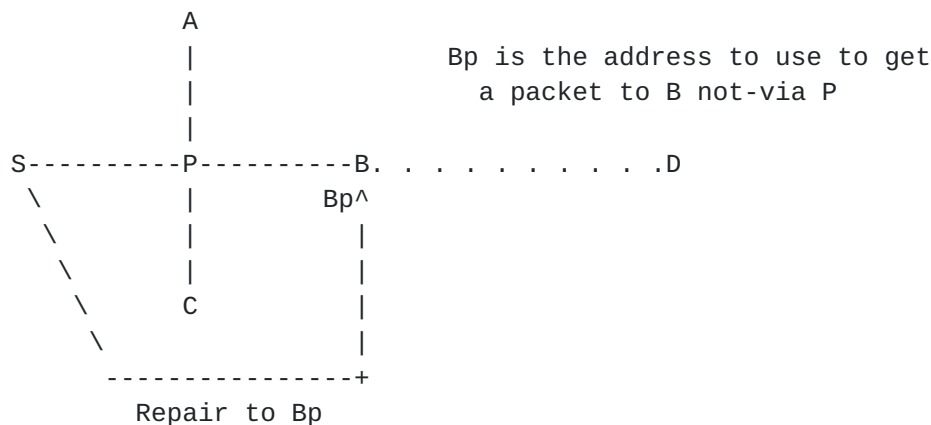 A
Bp is the address to use to get
a packet to B not-via P
S----------P----------B. . . . . . . . . .D
Bp^
C
----------------+
Repair to Bp